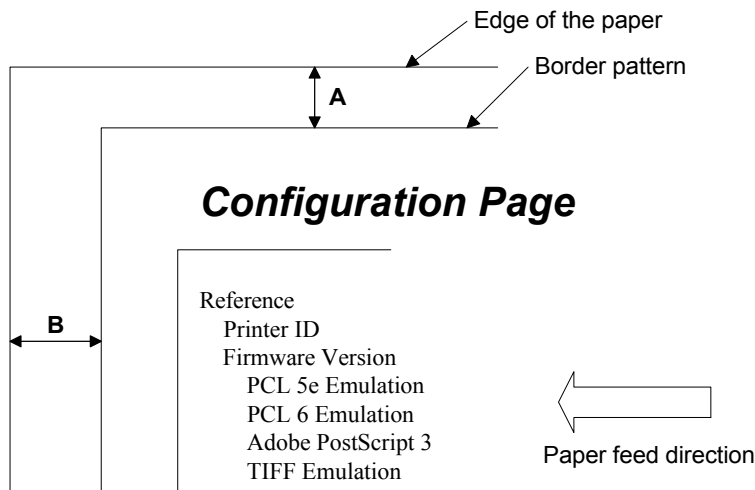 Edge of the paper
Border pattern
A
Configuration Page
Reference
Printer ID
Firmware Version
PCL 5e Emulation
PCL 6 Emulation
Adobe PostScript 3
TIFF Emulation
B
Paper feed direction